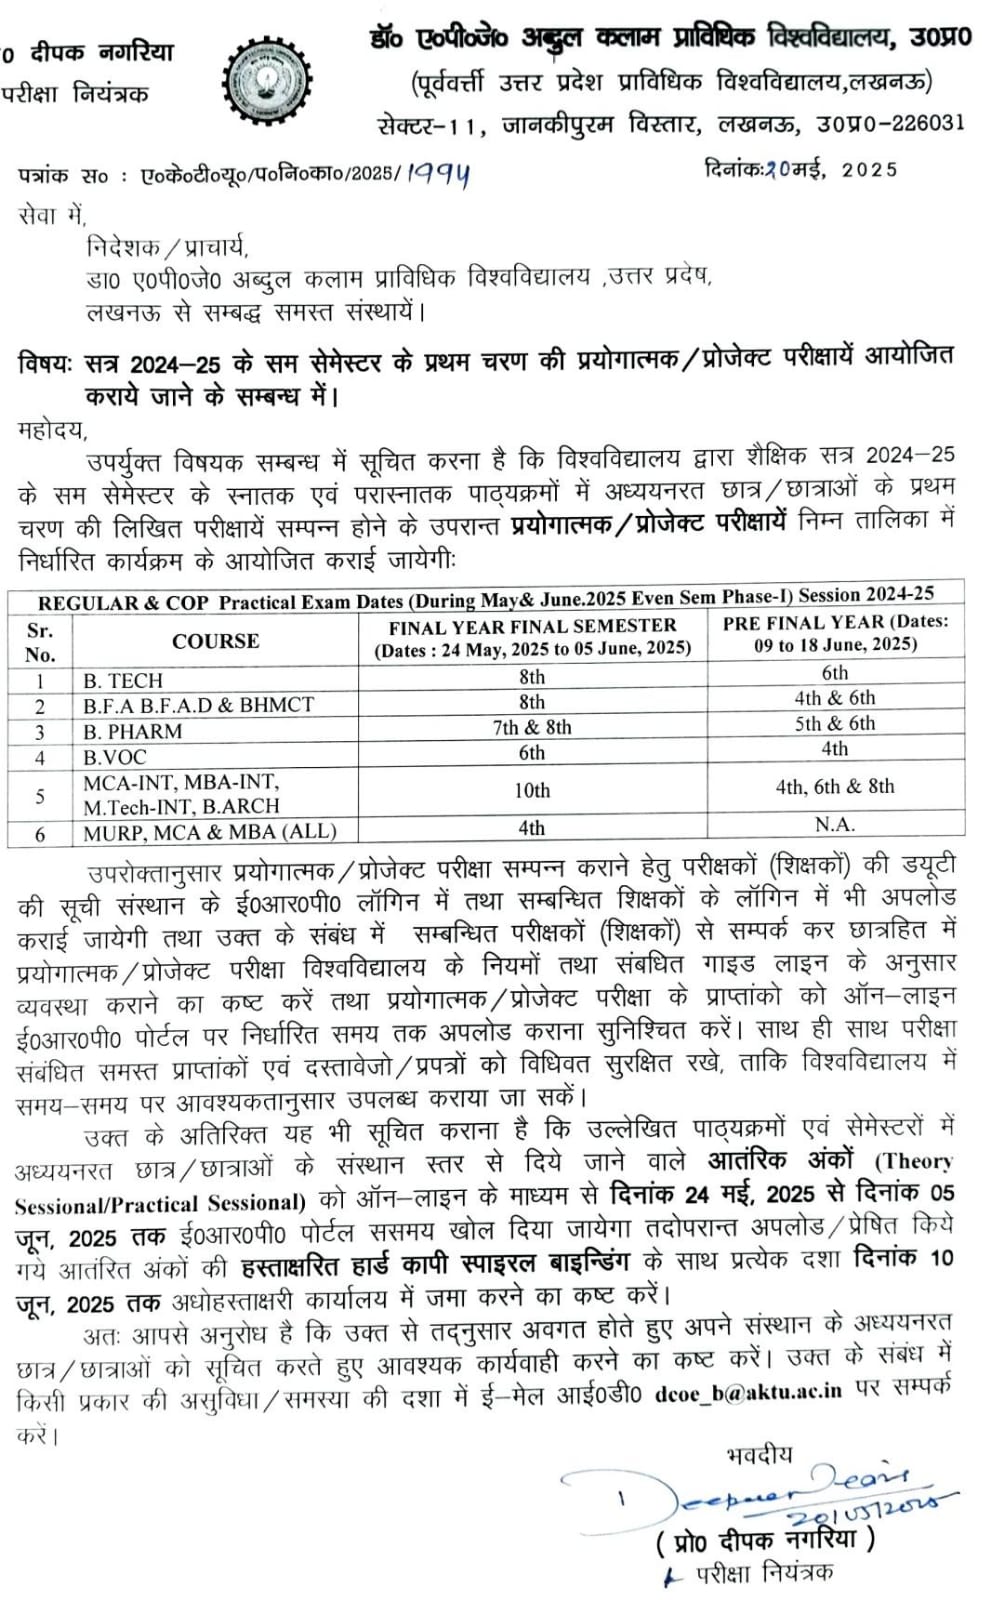 ० दीपक नगरिया
परीक्षा नियंत्रक
डॉ० ए०पी०जे० अब्दुल कलाम प्राविधिक विश्वविद्यालय, उ०प्र०
(पूर्ववर्त्ती उत्तर प्रदेश प्राविधिक विश्वविद्यालय,लखनऊ)
सेक्टर-11, जानकीपुरम विस्तार, लखनऊ, उ०प्र०-226031
पत्रांक स० : ए०के०टी०यू०/प०नि०का०/2025/1994
दिनांक:20मई, 2025
सेवा में,
निदेशक/प्राचार्य,
डा० ए०पी०जे० अब्दुल कलाम प्राविधिक विश्वविद्यालय ,उत्तर प्रदेष,
लखनऊ से सम्बद्ध समस्त संस्थायें।
विषयः सत्र 2024–25 के सम सेमेस्टर के प्रथम चरण की प्रयोगात्मक/प्रोजेक्ट परीक्षायें आयोजित
कराये जाने के सम्बन्ध में।
महोदय,
उपर्युक्त विषयक सम्बन्ध में सूचित करना है कि विश्वविद्यालय द्वारा शैक्षिक सत्र 2024–25
के सम सेमेस्टर के स्नातक एवं परास्नातक पाठ्यक्रमों में अध्ययनरत छात्र/छात्राओं के प्रथम
चरण की लिखित परीक्षायें सम्पन्न होने के उपरान्त प्रयोगात्मक/प्रोजेक्ट परीक्षायें निम्न तालिका में
निर्धारित कार्यक्रम के आयोजित कराई जायेगीः
REGULAR & COP Practical Exam Dates (During May& June.2025 Even Sem Phase-I) Session 2024-25
Sr. No. COURSE FINAL YEAR FINAL SEMESTER (Dates : 24 May, 2025 to 05 June, 2025) PRE FINAL YEAR (Dates: 09 to 18 June, 2025)
1 B. TECH 8th 6th
2 B.F.A B.F.A.D & BHMCT 8th 4th & 6th
3 B. PHARM 7th & 8th 5th & 6th
4 B.VOC 6th 4th
5 MCA-INT, MBA-INT, M.Tech-INT, B.ARCH 10th 4th, 6th & 8th
6 MURP, MCA & MBA (ALL) 4th N.A.
उपरोक्तानुसार प्रयोगात्मक/प्रोजेक्ट परीक्षा सम्पन्न कराने हेतु परीक्षकों (शिक्षकों) की डयूटी
की सूची संस्थान के ई०आर०पी० लॉगिन में तथा सम्बन्धित शिक्षकों के लॉगिन में भी अपलोड
कराई जायेगी तथा उक्त के संबंध में सम्बन्धित परीक्षकों (शिक्षकों) से सम्पर्क कर छात्रहित में
प्रयोगात्मक/प्रोजेक्ट परीक्षा विश्वविद्यालय के नियमों तथा संबधित गाइड लाइन के अनुसार
व्यवस्था कराने का कष्ट करें तथा प्रयोगात्मक/प्रोजेक्ट परीक्षा के प्राप्तांको को ऑन–लाइन
ई०आर०पी० पोर्टल पर निर्धारित समय तक अपलोड कराना सुनिश्चित करें। साथ ही साथ परीक्षा
संबंधित समस्त प्राप्तांकों एवं दस्तावेजो/प्रपत्रों को विधिवत सुरक्षित रखे, ताकि विश्वविद्यालय में
समय–समय पर आवश्यकतानुसार उपलब्ध कराया जा सकें।
उक्त के अतिरिक्त यह भी सूचित कराना है कि उल्लेखित पाठ्यक्रमों एवं सेमेस्टरों में
अध्ययनरत छात्र/छात्राओं के संस्थान स्तर से दिये जाने वाले आतंरिक अंकों (Theory
Sessional/Practical Sessional) को ऑन–लाइन के माध्यम से दिनांक 24 मई, 2025 से दिनांक 05
जून, 2025 तक ई०आर०पी० पोर्टल ससमय खोल दिया जायेगा तदोपरान्त अपलोड/प्रेषित किये
गये आतंरित अंकों की हस्ताक्षरित हार्ड कापी स्पाइरल बाइन्डिंग के साथ प्रत्येक दशा दिनांक 10
जून, 2025 तक अधोहस्ताक्षरी कार्यालय में जमा करने का कष्ट करें।
अतः आपसे अनुरोध है कि उक्त से तद्नुसार अवगत होते हुए अपने संस्थान के अध्ययनरत
छात्र/छात्राओं को सूचित करते हुए आवश्यक कार्यवाही करने का कष्ट करें। उक्त के संबंध में
किसी प्रकार की असुविधा/समस्या की दशा में ई–मेल आई०डी० dcoe_b@aktu.ac.in पर सम्पर्क
करें।
भवदीय
20/05/2025
( प्रो० दीपक नगरिया )
परीक्षा नियंत्रक